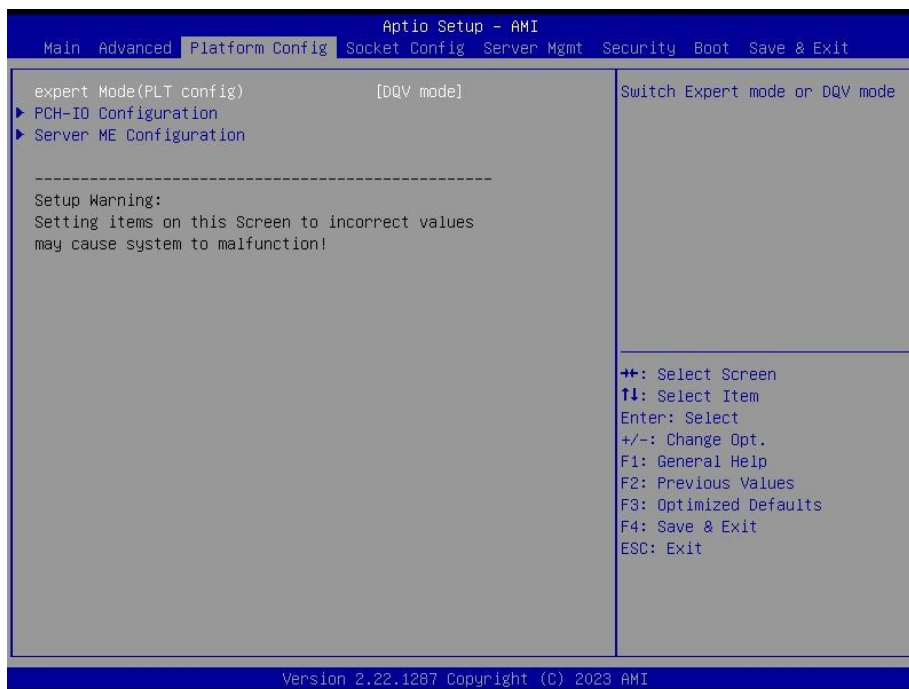 Aptio Setup – AMI
Main Advanced Platform Config Socket Config Server Mgmt Security Boot Save & Exit
expert Mode(PLT config) [DQV mode]
▶ PCH-IO Configuration
▶ Server ME Configuration
--------------------------------------------------
Setup Warning:
Setting items on this Screen to incorrect values
may cause system to malfunction!
Switch Expert mode or DQV mode
→←: Select Screen
↑↓: Select Item
Enter: Select
+/-: Change Opt.
F1: General Help
F2: Previous Values
F3: Optimized Defaults
F4: Save & Exit
ESC: Exit
Version 2.22.1287 Copyright (C) 2023 AMI